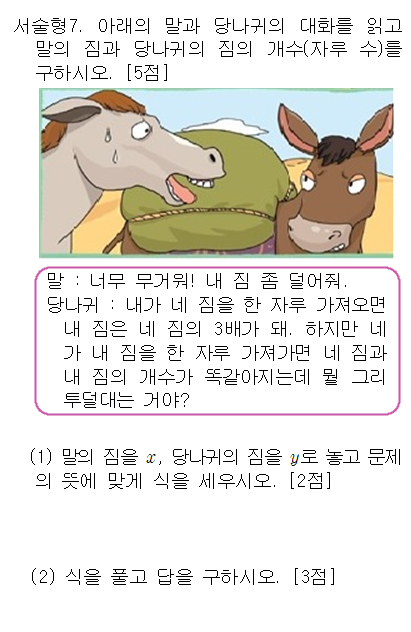 서술형7. 아래의 말과 당나귀의 대화를 읽고
말의 짐과 당나귀의 짐의 개수(자루 수)를
구하시오. [5점]
말 : 너무 무거워! 내 짐 좀 덜어줘.
당나귀 : 내가 네 짐을 한 자루 가져오면
내 짐은 네 짐의 3배가 돼. 하지만 네
가 내 짐을 한 자루 가져가면 네 짐과
내 짐의 개수가 똑같아지는데 뭘 그리
투덜대는 거야?
(1) 말의 짐을 x, 당나귀의 짐을 y로 놓고 문제
의 뜻에 맞게 식을 세우시오. [2점]
(2) 식을 풀고 답을 구하시오. [3점]